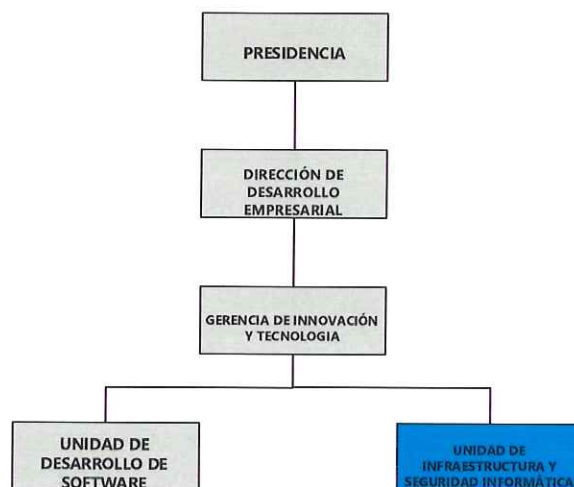 PRESIDENCIA
DIRECCIÓN DE
DESARROLLO
EMPRESARIAL
GERENCIA DE INNOVACIÓN
Y TECNOLOGIA
UNIDAD DE
DESARROLLO DE
SOFTWARE
UNIDAD DE
INFRAESTRUCTURA Y
SEGURIDAD INFORMÁTICA